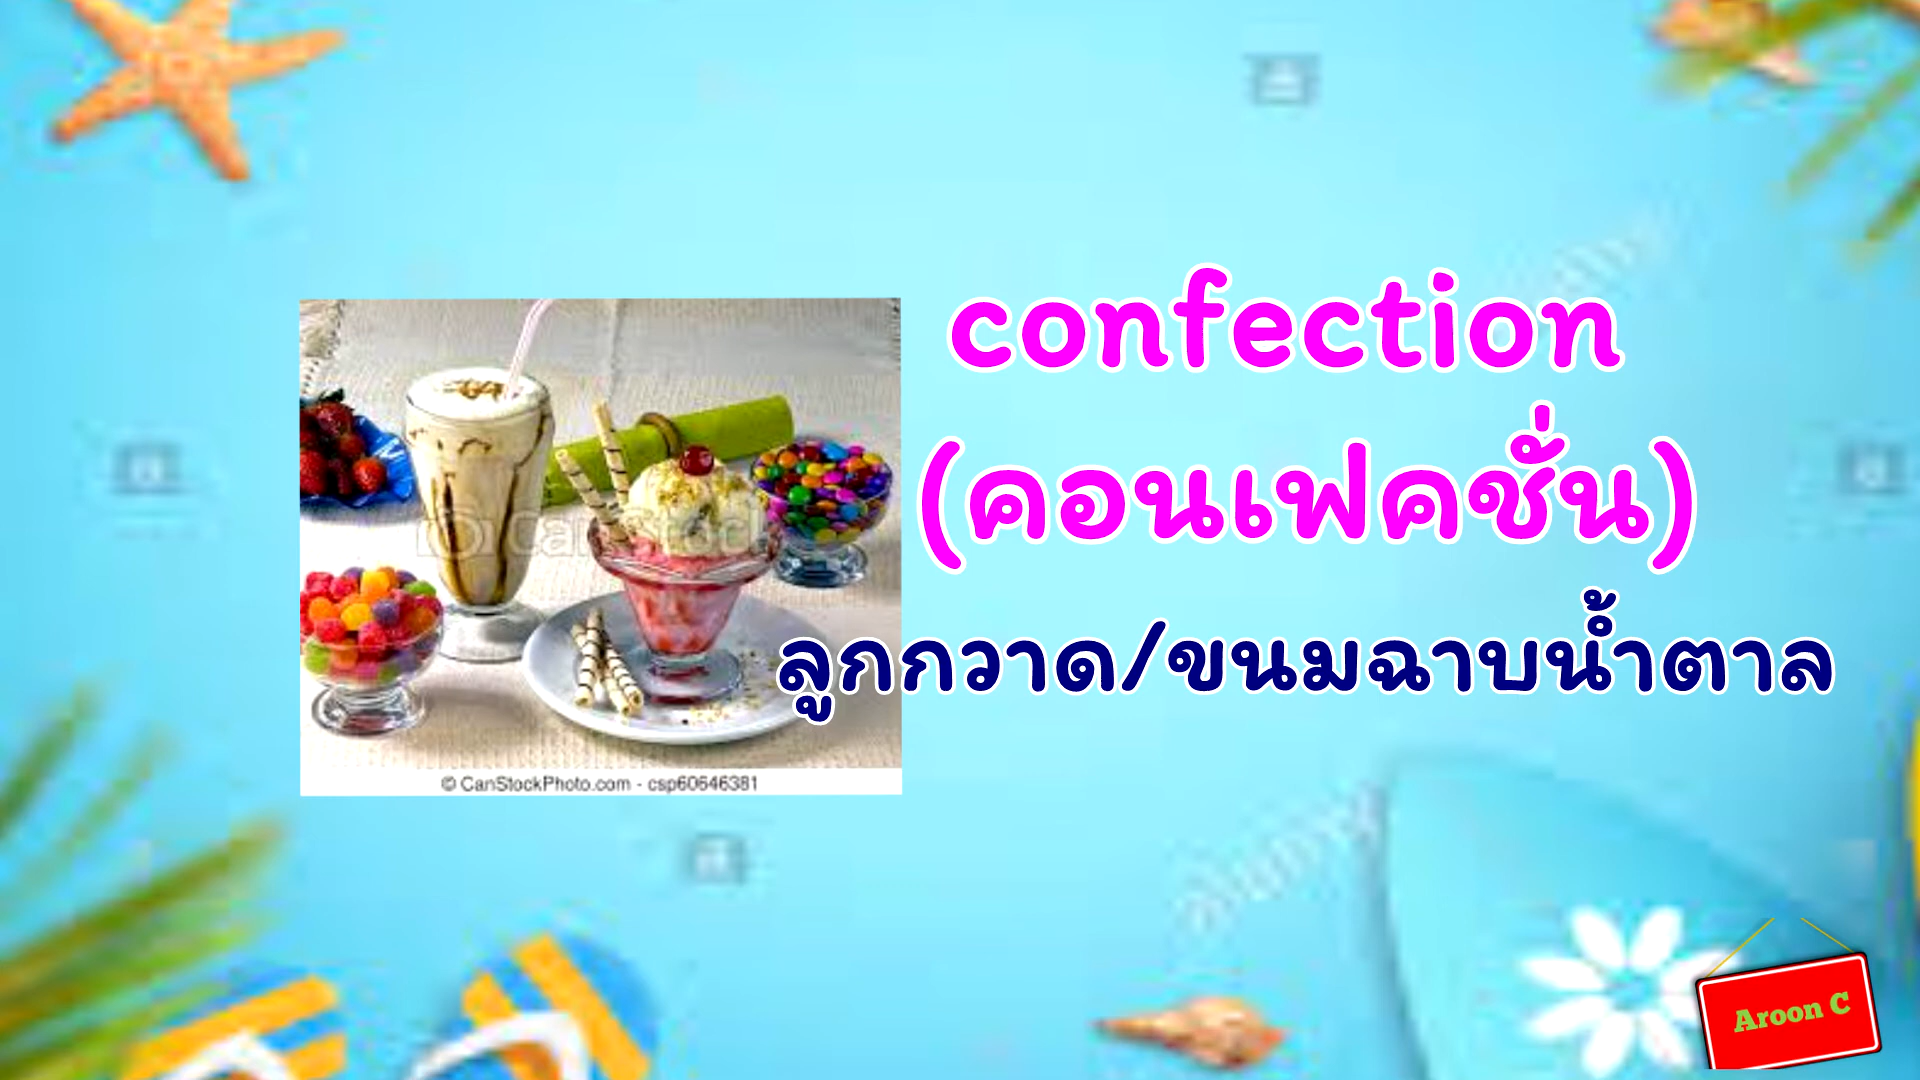 confection
(คอนเฟคชั่น)
ลูกกวาด/ขนมฉาบน้ำตาล
CanStock
© CanStockPhoto.com - csp60646381
Aroon C